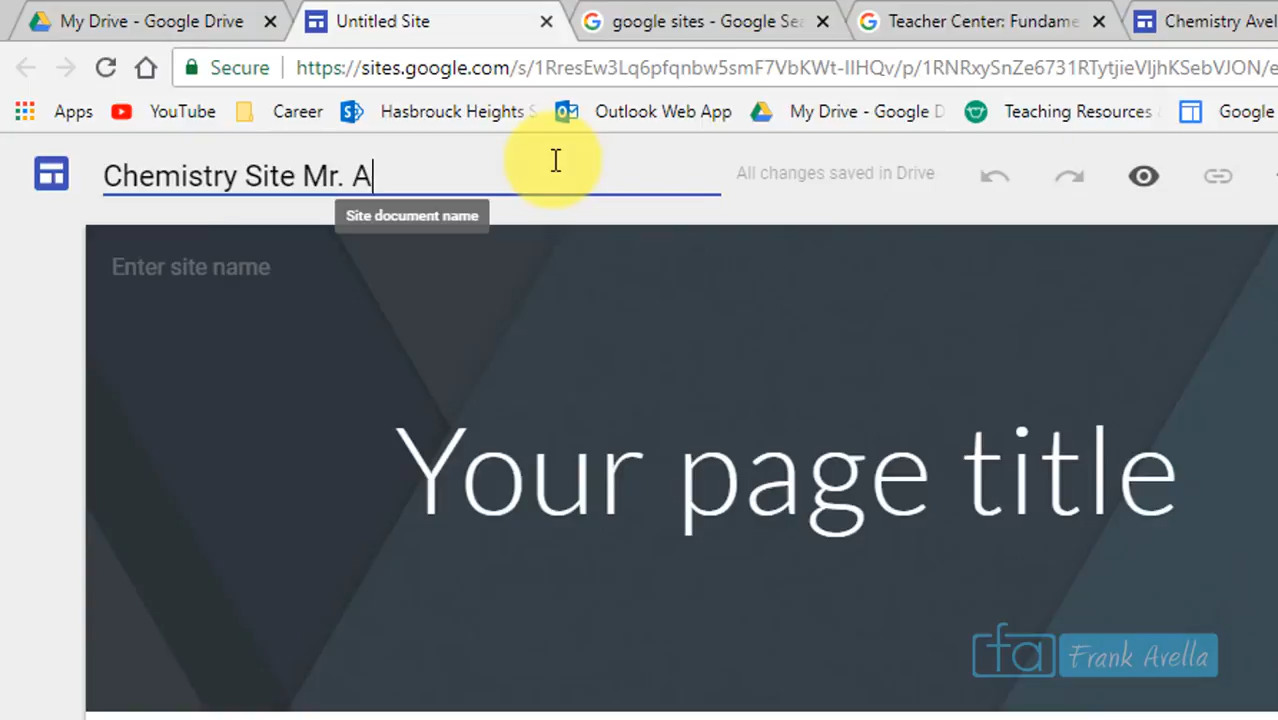 My Drive - Google Drive
Untitled Site
google sites - Google Sea
Teacher Center: Fundame
Chemistry Avel
Secure
https://sites.google.com/s/1RresEw3Lq6pfqnbw5smF7VbKWt-IIHQv/p/1RNRxySnZe6731RTytjieVljhKSebVJON/e
Apps
YouTube
Career
Hasbrouck Heights S
Outlook Web App
My Drive - Google D
Teaching Resources
Google
Chemistry Site Mr. A
All changes saved in Drive
Site document name
Enter site name
Your page title
fa Frank Avella